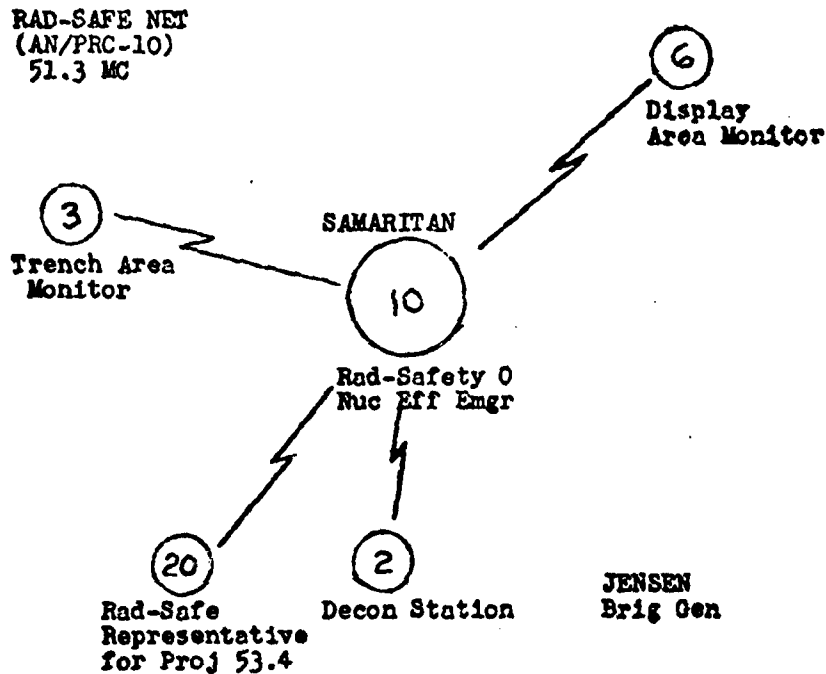 RAD-SAFE NET
(AN/PRC-10)
51.3 MC
6
Display
Area Monitor
3
Trench Area
Monitor
SAMARITAN
10
Rad-Safety O
Nuc Eff Emgr
20
Rad-Safe
Representative
for Proj 53.4
2
Decon Station
JENSEN
Brig Gen